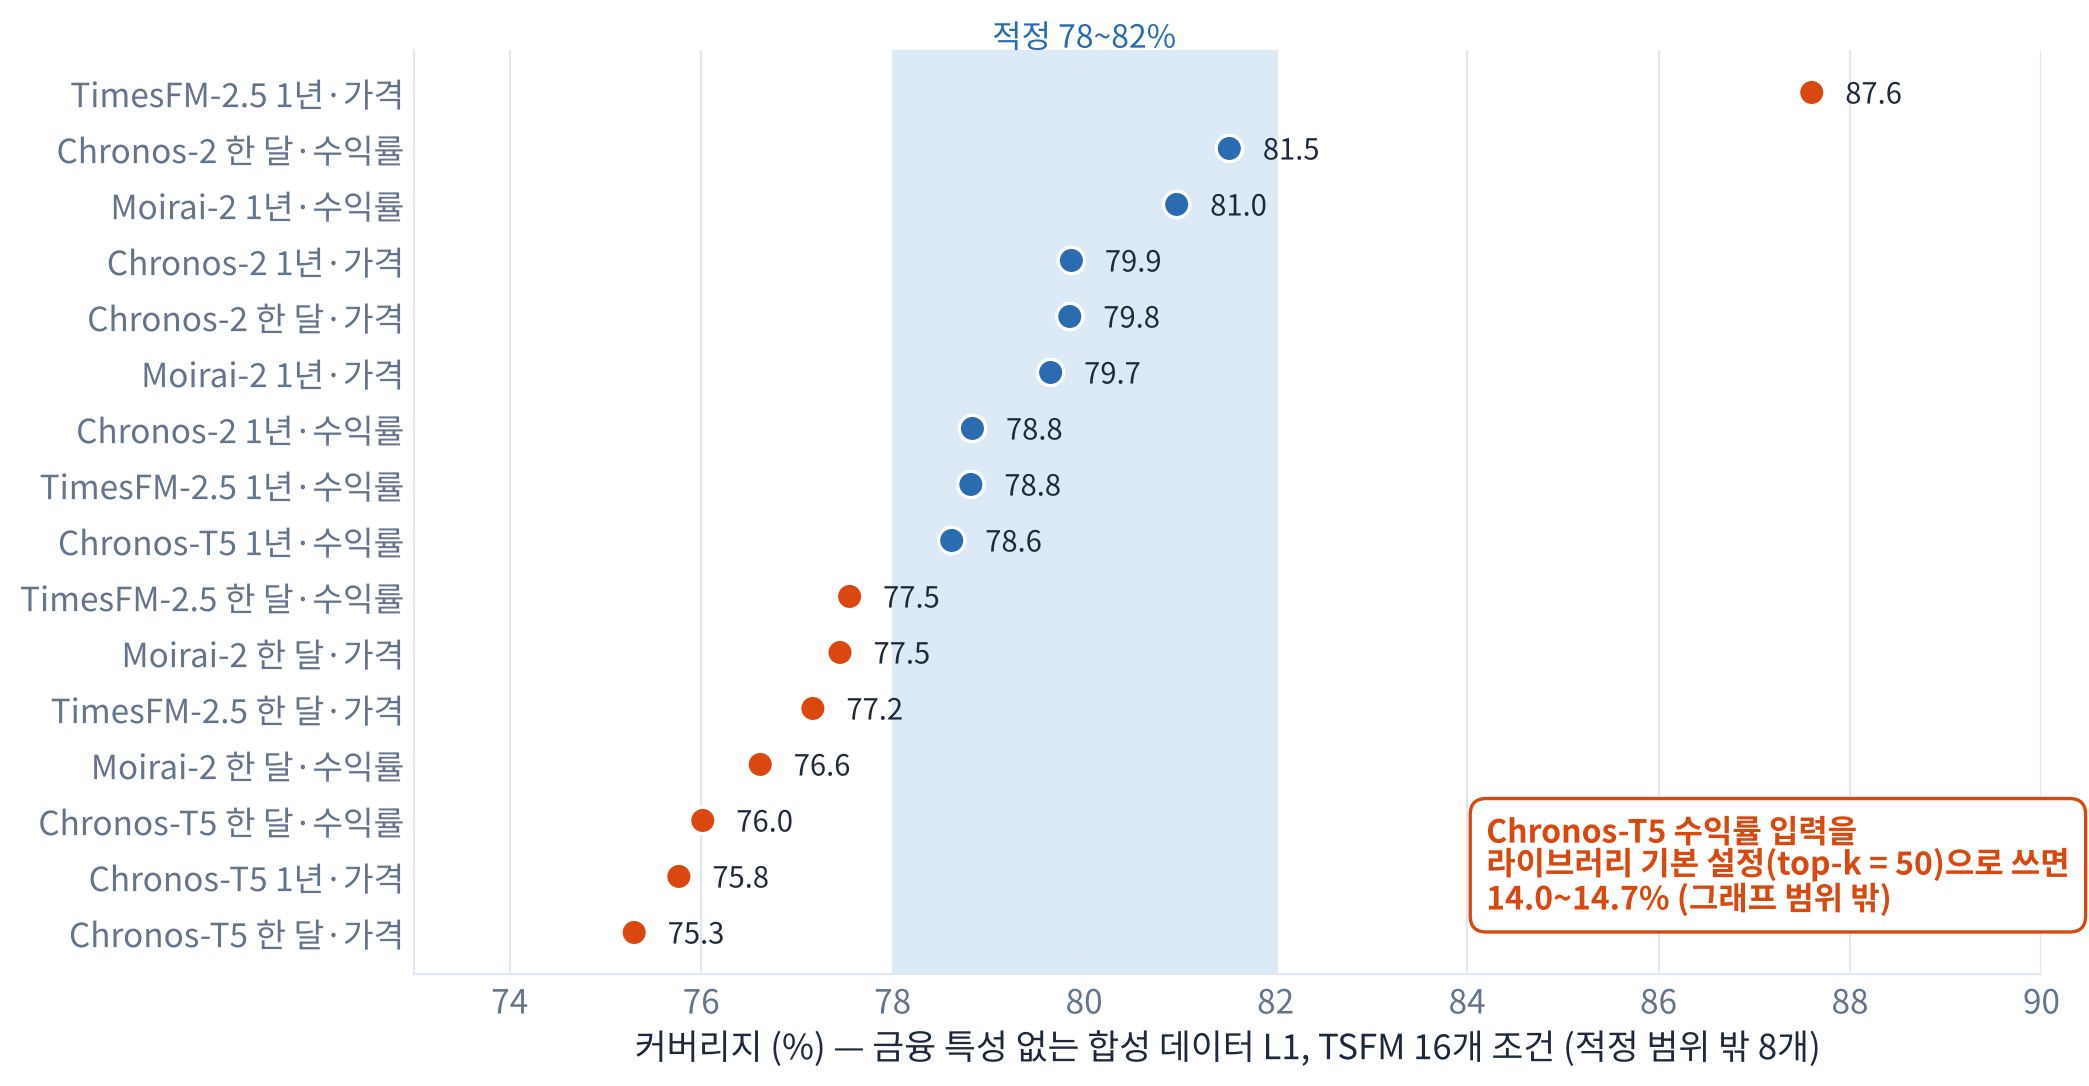 적정 78~82%
TimesFM-2.5 1년·가격 87.6
Chronos-2 한 달·수익률 81.5
Moirai-2 1년·수익률 81.0
Chronos-2 1년·가격 79.9
Chronos-2 한 달·가격 79.8
Moirai-2 1년·가격 79.7
Chronos-2 1년·수익률 78.8
TimesFM-2.5 1년·수익률 78.8
Chronos-T5 1년·수익률 78.6
TimesFM-2.5 한 달·수익률 77.5
Moirai-2 한 달·가격 77.5
TimesFM-2.5 한 달·가격 77.2
Moirai-2 한 달·수익률 76.6
Chronos-T5 한 달·수익률 76.0
Chronos-T5 1년·가격 75.8
Chronos-T5 한 달·가격 75.3
Chronos-T5 수익률 입력을
라이브러리 기본 설정(top-k = 50)으로 쓰면
14.0~14.7% (그래프 범위 밖)
74 76 78 80 82 84 86 88 90
커버리지 (%) — 금융 특성 없는 합성 데이터 L1, TSFM 16개 조건 (적정 범위 밖 8개)